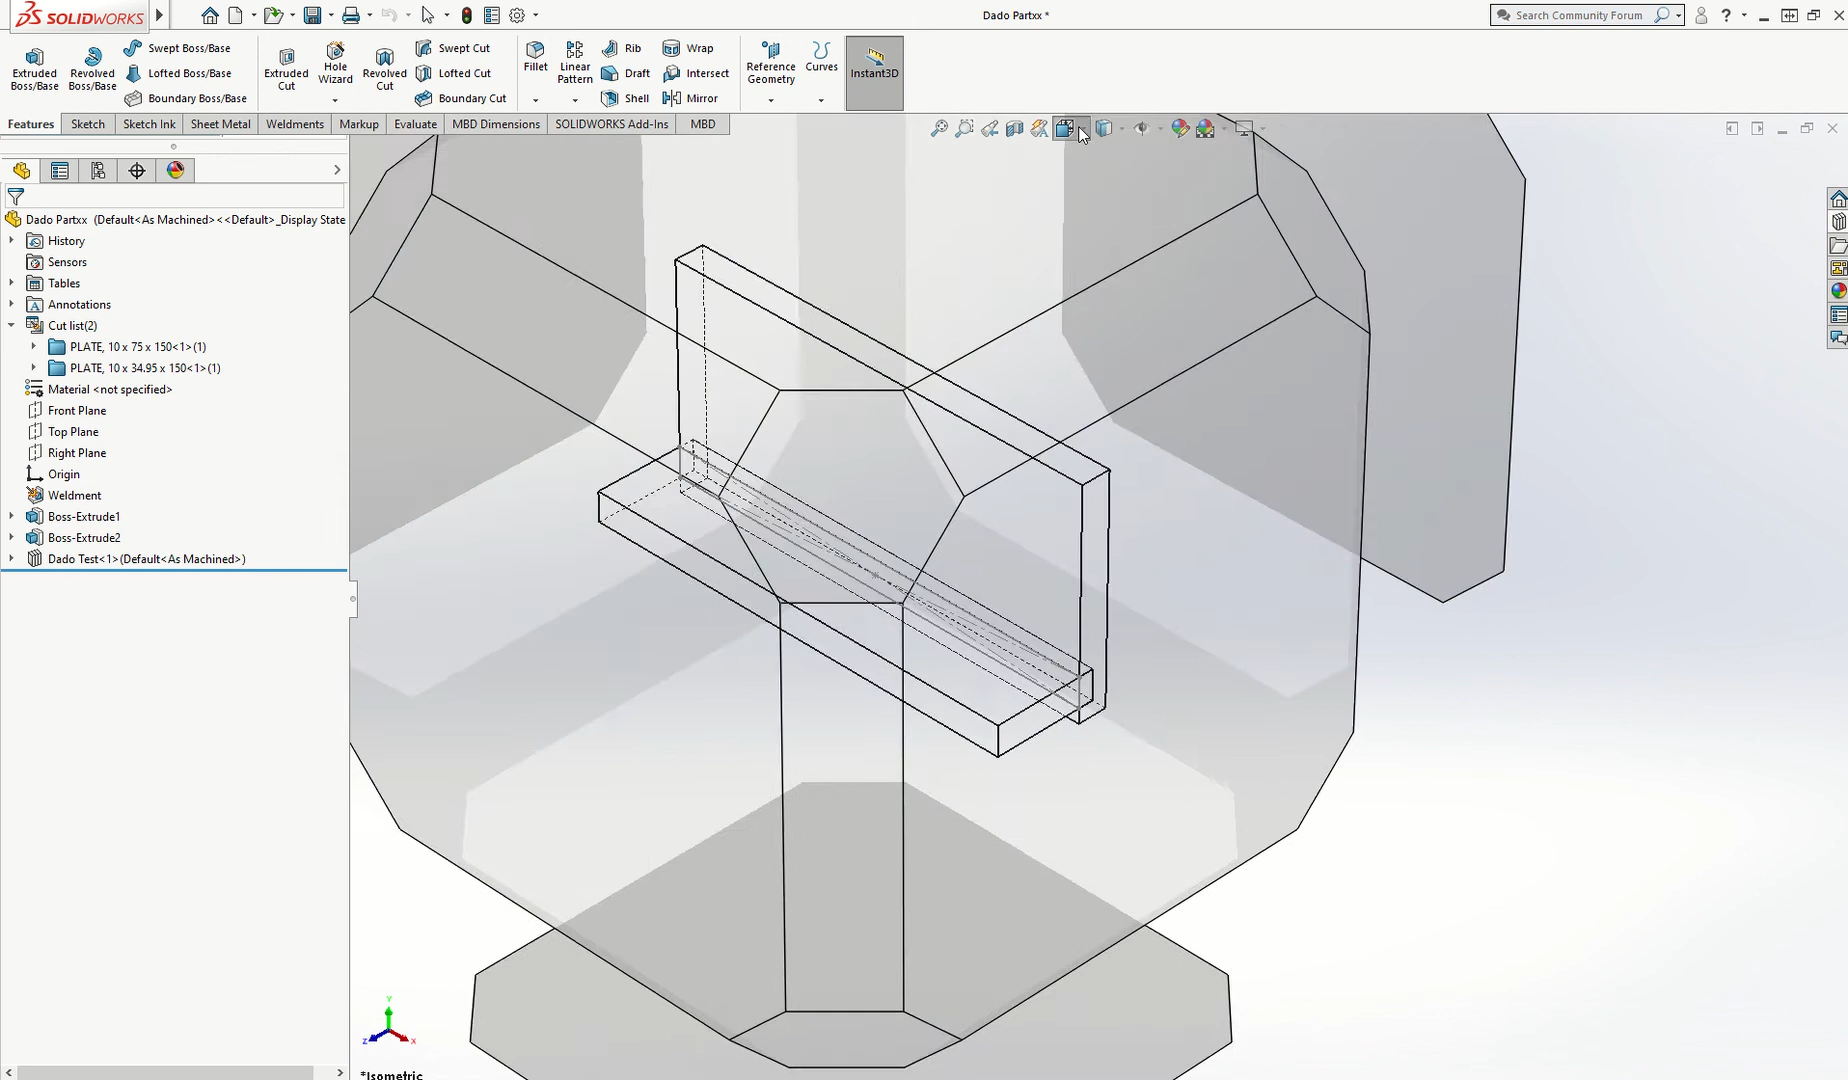 SOLIDWORKS
Dado Partxx *
Search Community Forum
?
Extruded
Boss/Base
Revolved
Boss/Base
Swept Boss/Base
Lofted Boss/Base
Boundary Boss/Base
Extruded
Cut
Hole
Wizard
Revolved
Cut
Swept Cut
Lofted Cut
Boundary Cut
Fillet
Linear
Pattern
Rib
Draft
Shell
Wrap
Intersect
Mirror
Reference
Geometry
Curves
Instant3D
Features Sketch Sketch Ink Sheet Metal Weldments Markup Evaluate MBD Dimensions SOLIDWORKS Add-Ins MBD
Dado Partxx (Default<As Machined><<Default>_Display State
History
Sensors
Tables
Annotations
Cut list(2)
PLATE, 10 x 75 x 150<1>(1)
PLATE, 10 x 34.95 x 150<1>(1)
Material <not specified>
Front Plane
Top Plane
Right Plane
Origin
Weldment
Boss-Extrude1
Boss-Extrude2
Dado Test<1>(Default<As Machined>)
Y
Z
X
*Isometric